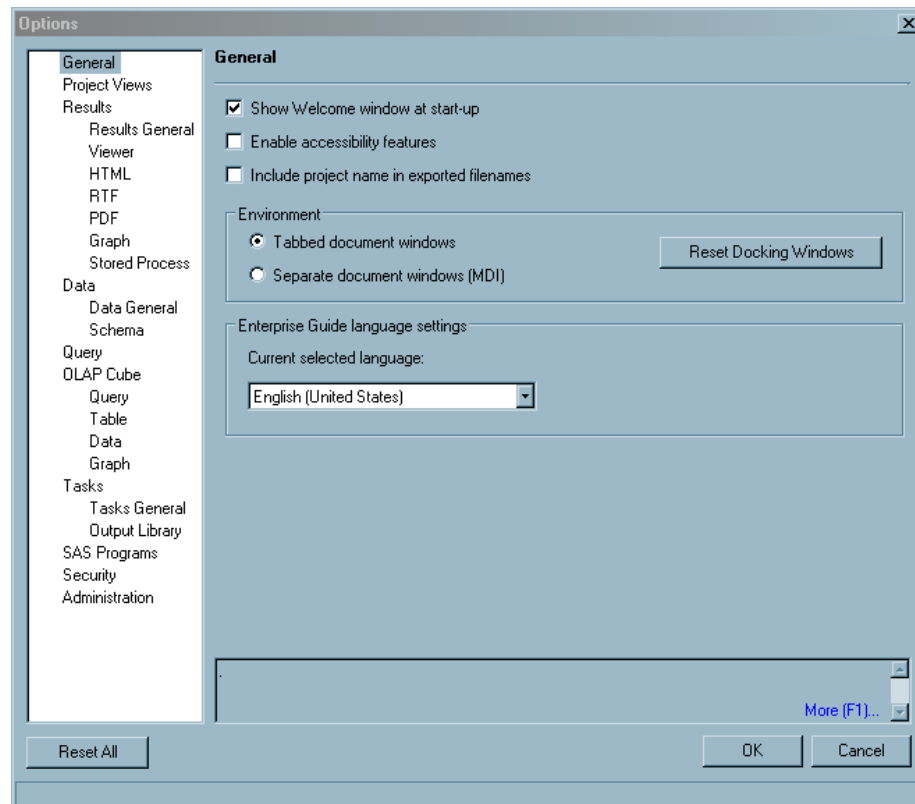 Options
General
Project Views
Results
Results General
Viewer
HTML
RTF
PDF
Graph
Stored Process
Data
Data General
Schema
Query
OLAP Cube
Query
Table
Data
Graph
Tasks
Tasks General
Output Library
SAS Programs
Security
Administration
General
Show Welcome window at start-up
Enable accessibility features
Include project name in exported filenames
Environment
Tabbed document windows
Separate document windows (MDI)
Reset Docking Windows
Enterprise Guide language settings
Current selected language:
English (United States)
.
More (F1)...
Reset All
OK
Cancel